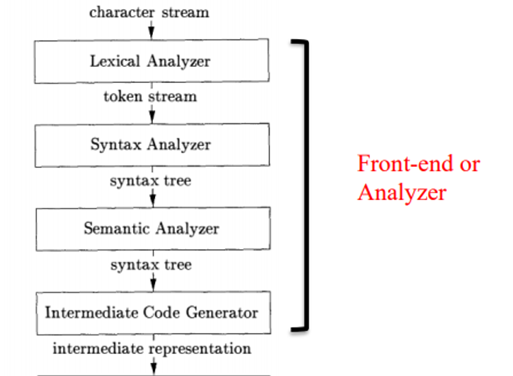 character stream
Lexical Analyzer
token stream
Syntax Analyzer
syntax tree
Semantic Analyzer
syntax tree
Intermediate Code Generator
intermediate representation
Front-end or
Analyzer